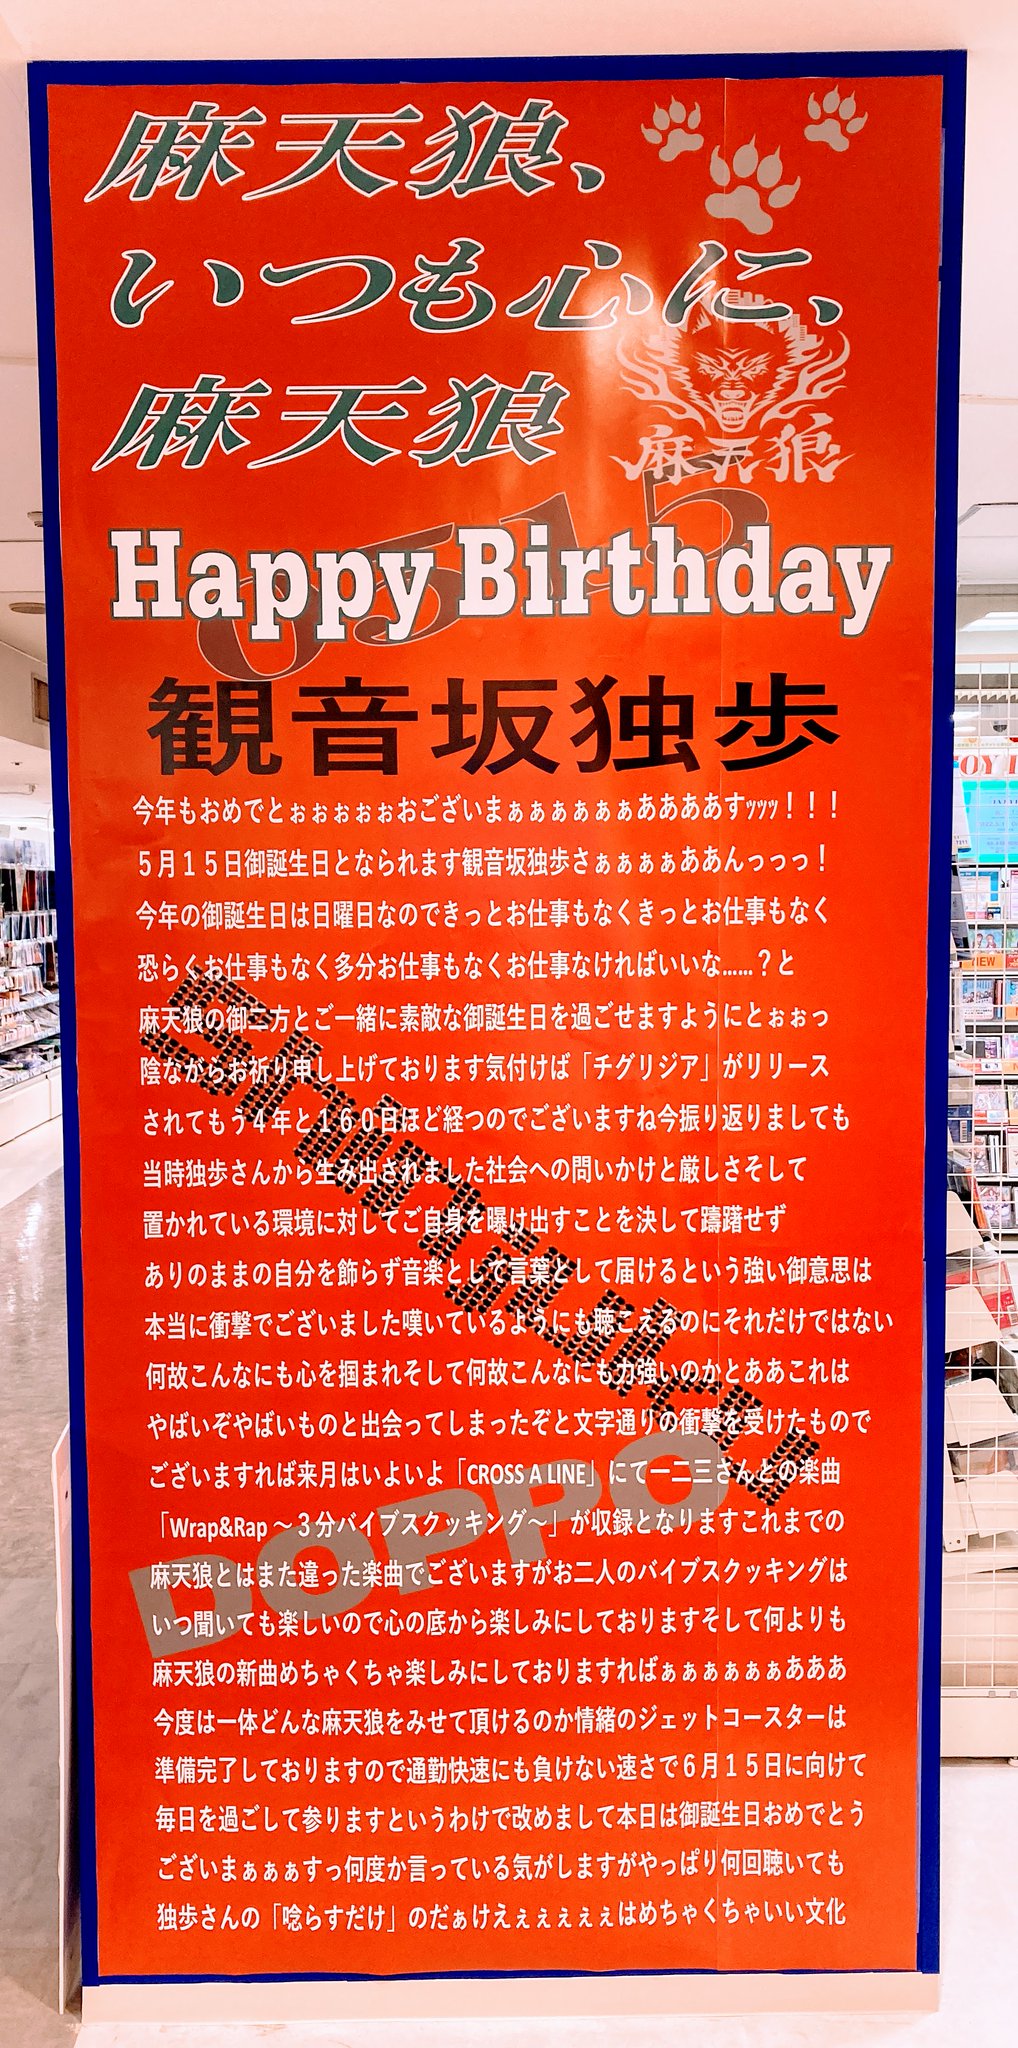 麻天狼、
いつも心に、
麻天狼
麻天狼
0515
Happy Birthday
観音坂独歩
今年もおめでとぉぉぉぉぉおございまぁぁぁぁぁぁああああすッッッ！！！
５月１５日御誕生日となられます観音坂独歩さぁぁぁぁああんっっっ！
今年の御誕生日は日曜日なのできっとお仕事もなくきっとお仕事もなく
恐らくお仕事もなく多分お仕事もなくお仕事なければいいな……？と
麻天狼の御二方とご一緒に素敵な御誕生日を過ごせますようにとぉぉっ
陰ながらお祈り申し上げております気付けば「チグリジア」がリリース
されてもう４年と１６０日ほど経つのでございますね今振り返りましても
当時独歩さんから生み出されました社会への問いかけと厳しさそして
置かれている環境に対してご自身を曝け出すことを決して躊躇せず
ありのままの自分を飾らず音楽として言葉として届けるという強い御意思は
本当に衝撃でございました嘆いているようにも聴こえるのにそれだけではない
何故こんなにも心を掴まれそして何故こんなにも力強いのかとああこれは
やばいぞやばいものと出会ってしまったぞと文字通りの衝撃を受けたもので
ございますれば来月はいよいよ「CROSS A LINE」にて一二三さんとの楽曲
「Wrap&Rap ～３分バイブスクッキング～」が収録となりますこれまでの
麻天狼とはまた違った楽曲でございますがお二人のバイブスクッキングは
いつ聞いても楽しいので心の底から楽しみにしておりますそして何よりも
麻天狼の新曲めちゃくちゃ楽しみにしておりますればぁぁぁぁぁぁあああ
今度は一体どんな麻天狼をみせて頂けるのか情緒のジェットコースターは
準備完了しておりますので通勤快速にも負けない速さで６月１５日に向けて
毎日を過ごして参りますというわけで改めまして本日は御誕生日おめでとう
ございまぁぁぁすっ何度か言っている気がしますがやっぱり何回聴いても
独歩さんの「唸らすだけ」のだぁけえぇぇぇぇぇはめちゃくちゃいい文化
DOPPO